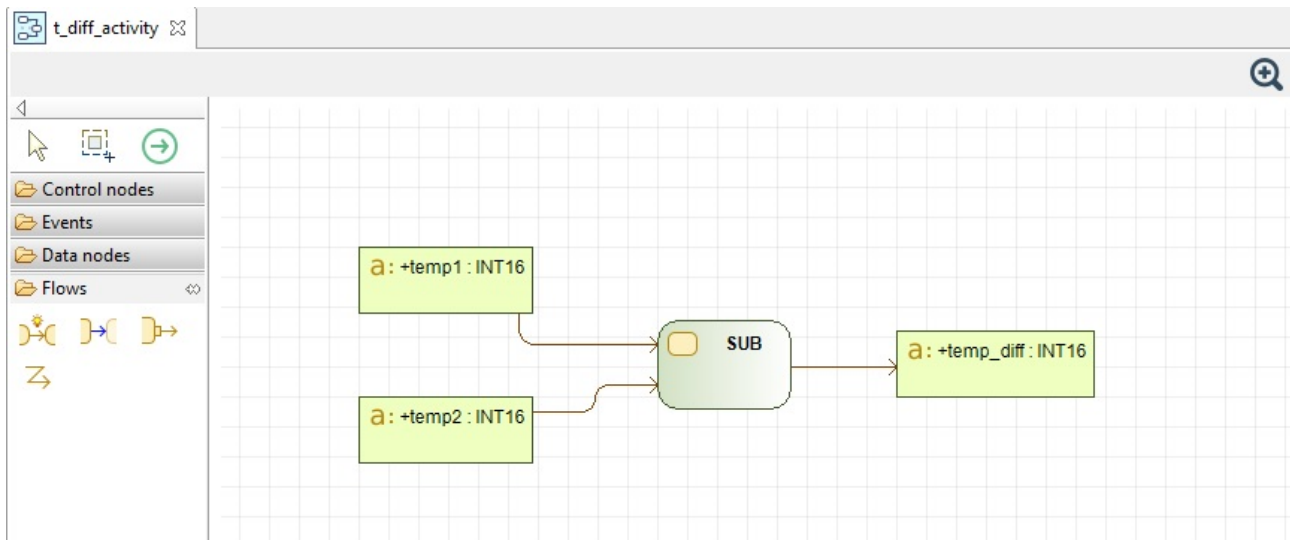 t_diff_activity
Control nodes
Events
Data nodes
Flows
a: +temp1 : INT16
SUB
a: +temp_diff : INT16
a: +temp2 : INT16